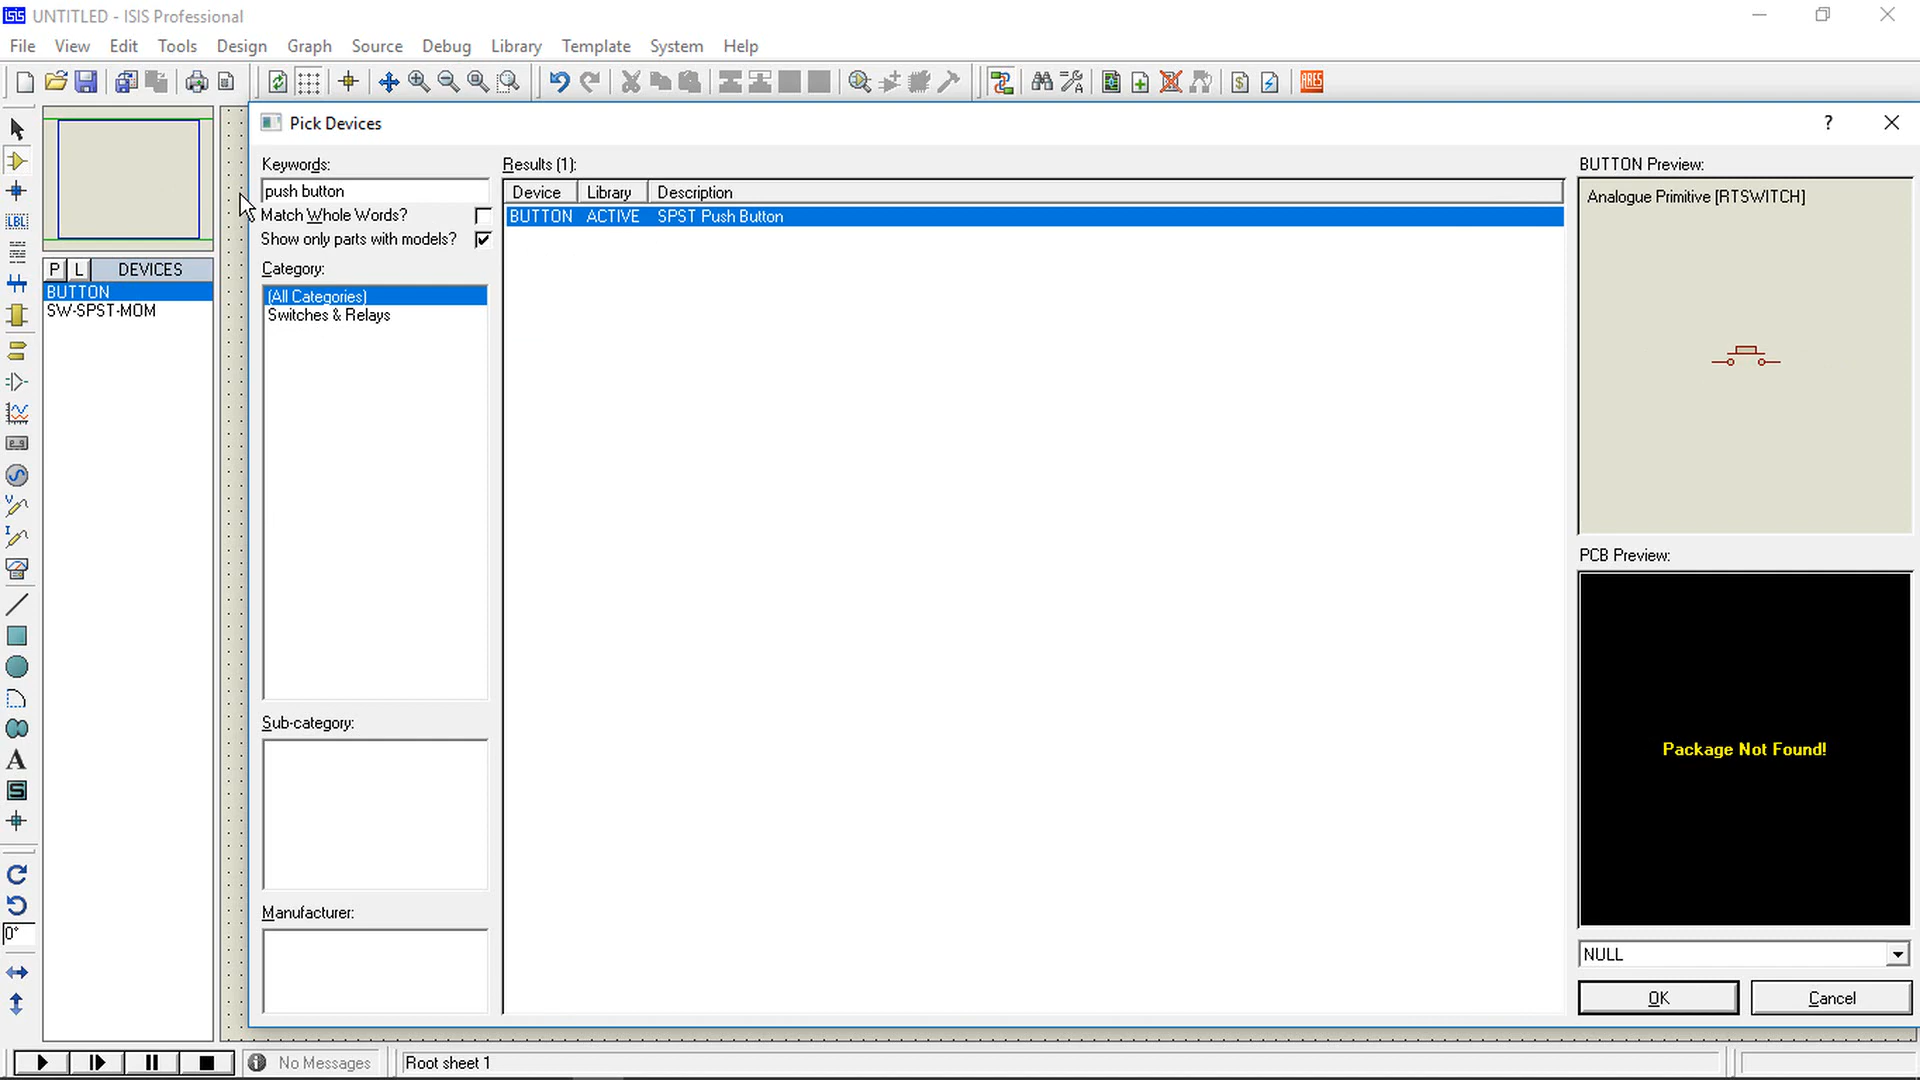 ISIS UNTITLED - ISIS Professional
File View Edit Tools Design Graph Source Debug Library Template System Help
ARES
Pick Devices ?
Keywords:
push button
Match Whole Words?
Show only parts with models?
Category:
(All Categories)
Switches & Relays
Sub-category:
Manufacturer:
Results (1):
Device Library Description
BUTTON ACTIVE SPST Push Button
BUTTON Preview:
Analogue Primitive [RTSWITCH]
PCB Preview:
Package Not Found!
NULL
OK Cancel
LBL
P L DEVICES
BUTTON
SW-SPST-MOM
V
I
A
S
0°
No Messages Root sheet 1